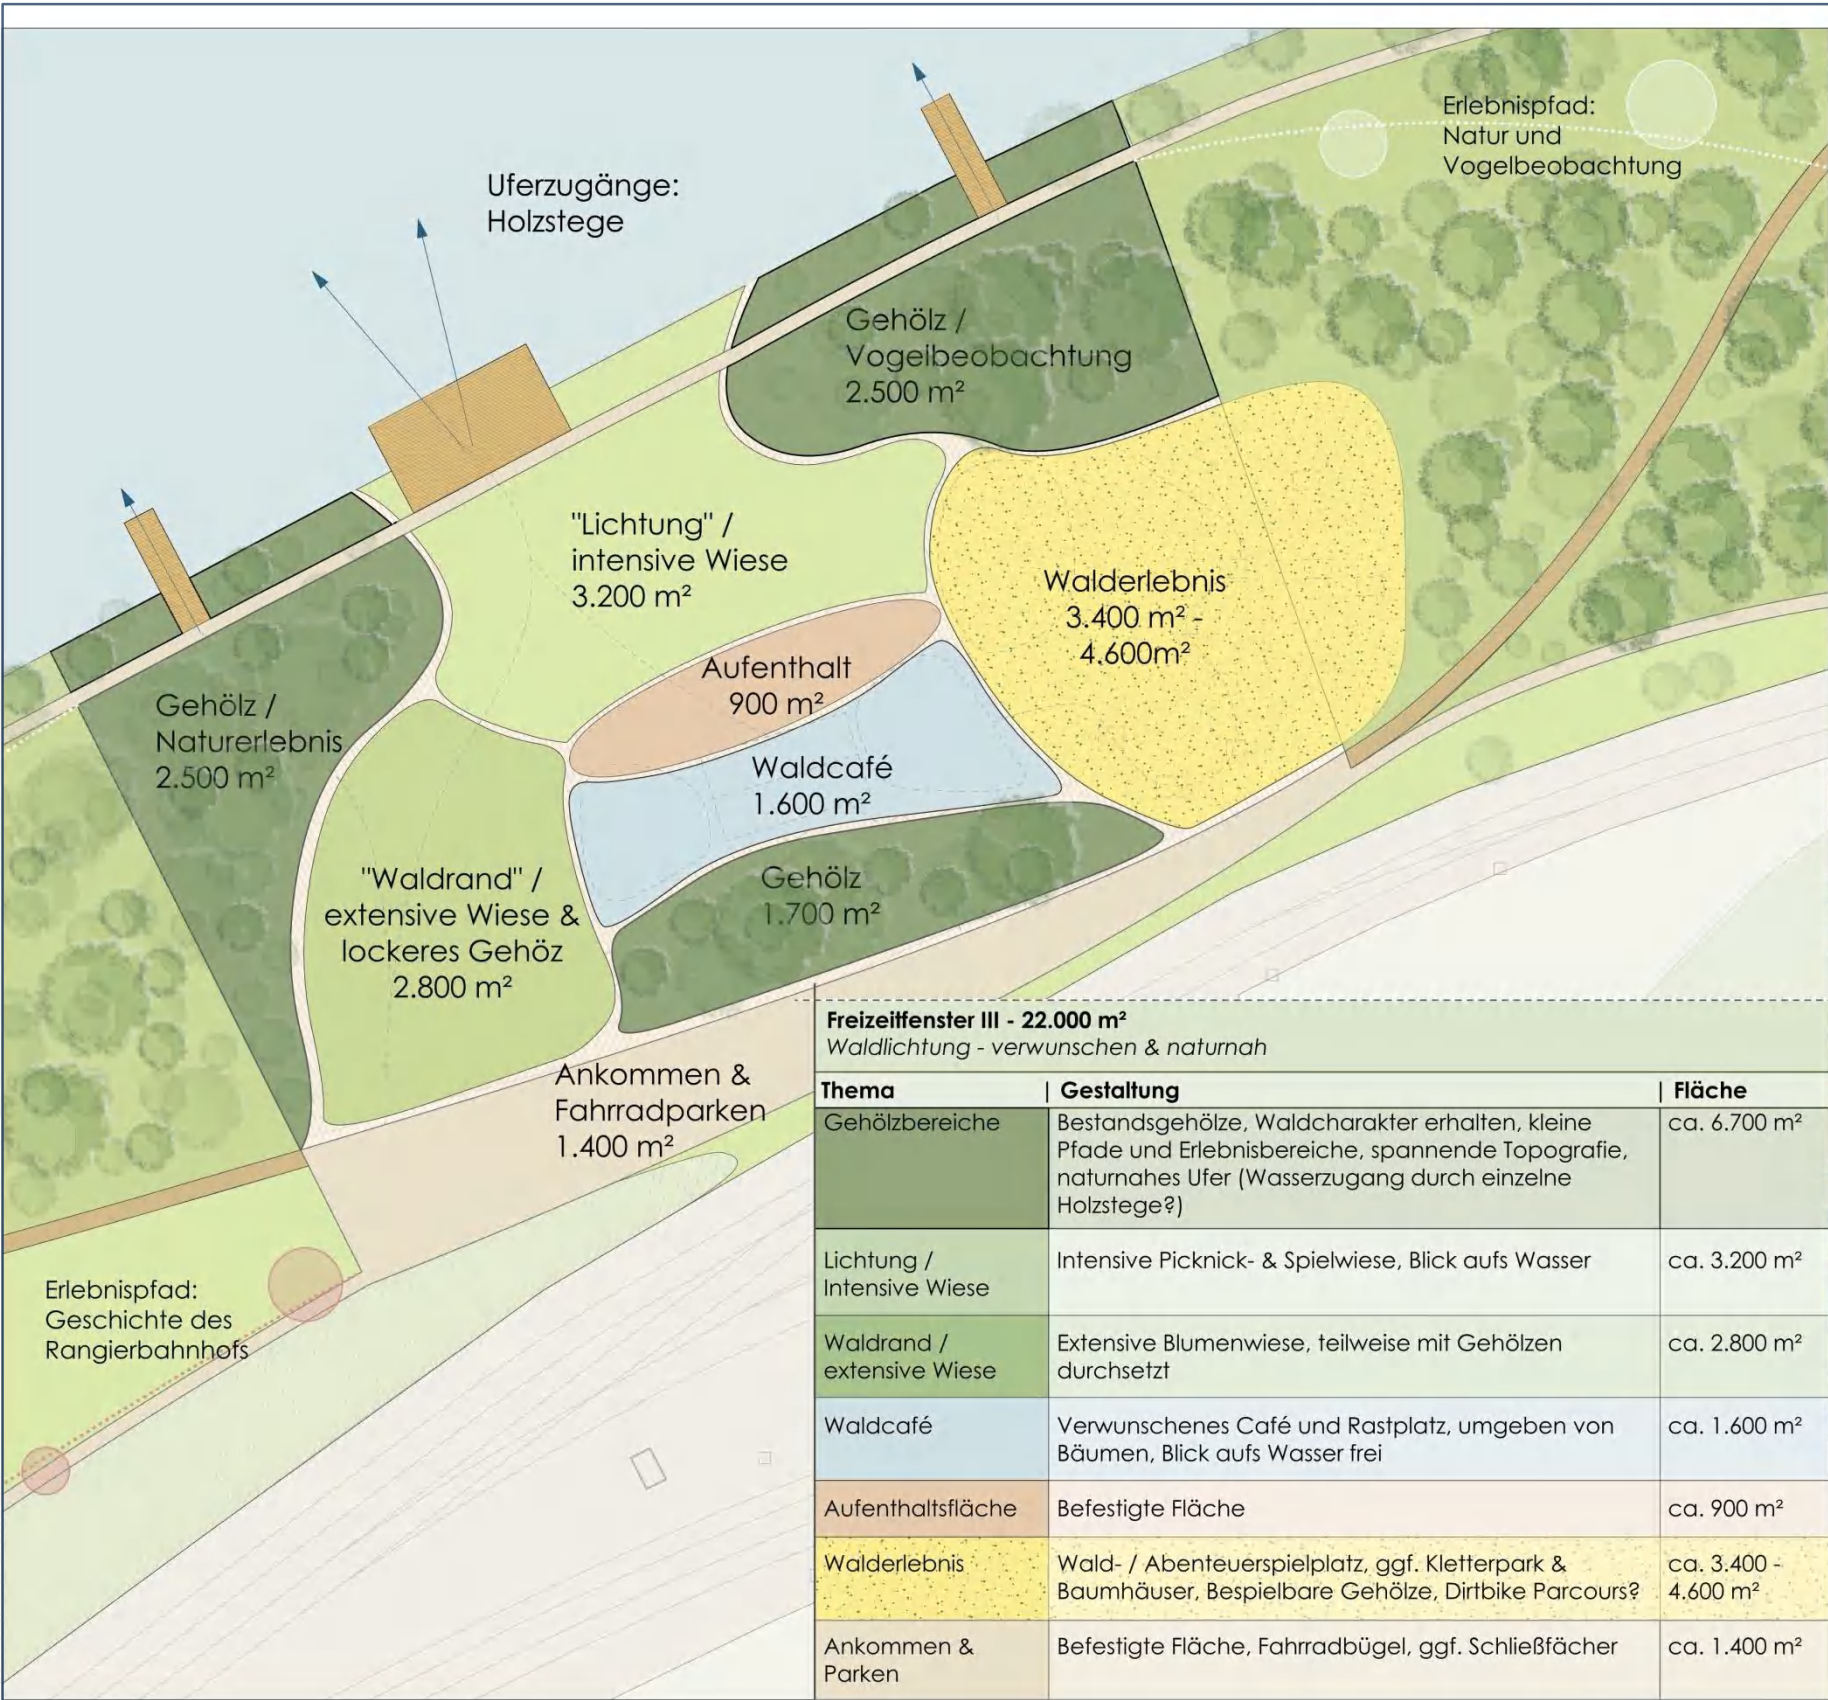 Uferzugänge:
Holzstege
Erlebnispfad:
Natur und
Vogelbeobachtung
Gehölz /
Vogelbeobachtung
2.500 m²
"Lichtung" /
intensive Wiese
3.200 m²
Walderlebnis
3.400 m² -
4.600m²
Aufenthalt
900 m²
Gehölz /
Naturerlebnis
2.500 m²
Waldcafé
1.600 m²
"Waldrand" /
extensive Wiese &
lockeres Gehöz
2.800 m²
Gehölz
1.700 m²
Ankommen &
Fahrradparken
1.400 m²
Erlebnispfad:
Geschichte des
Rangierbahnhofs
Freizeitfenster III - 22.000 m²
Waldlichtung - verwunschen & naturnah
Thema | Gestaltung | Fläche
Gehölzbereiche
Bestandsgehölze, Waldcharakter erhalten, kleine
Pfade und Erlebnisbereiche, spannende Topografie,
naturnahes Ufer (Wasserzugang durch einzelne
Holzstege?)
ca. 6.700 m²
Lichtung /
Intensive Wiese
Intensive Picknick- & Spielwiese, Blick aufs Wasser
ca. 3.200 m²
Waldrand /
extensive Wiese
Extensive Blumenwiese, teilweise mit Gehölzen
durchsetzt
ca. 2.800 m²
Waldcafé
Verwunschenes Café und Rastplatz, umgeben von
Bäumen, Blick aufs Wasser frei
ca. 1.600 m²
Aufenthaltsfläche
Befestigte Fläche
ca. 900 m²
Walderlebnis
Wald- / Abenteuerspielplatz, ggf. Kletterpark &
Baumhäuser, Bespielbare Gehölze, Dirtbike Parcours?
ca. 3.400 -
4.600 m²
Ankommen &
Parken
Befestigte Fläche, Fahrradbügel, ggf. Schließfächer
ca. 1.400 m²